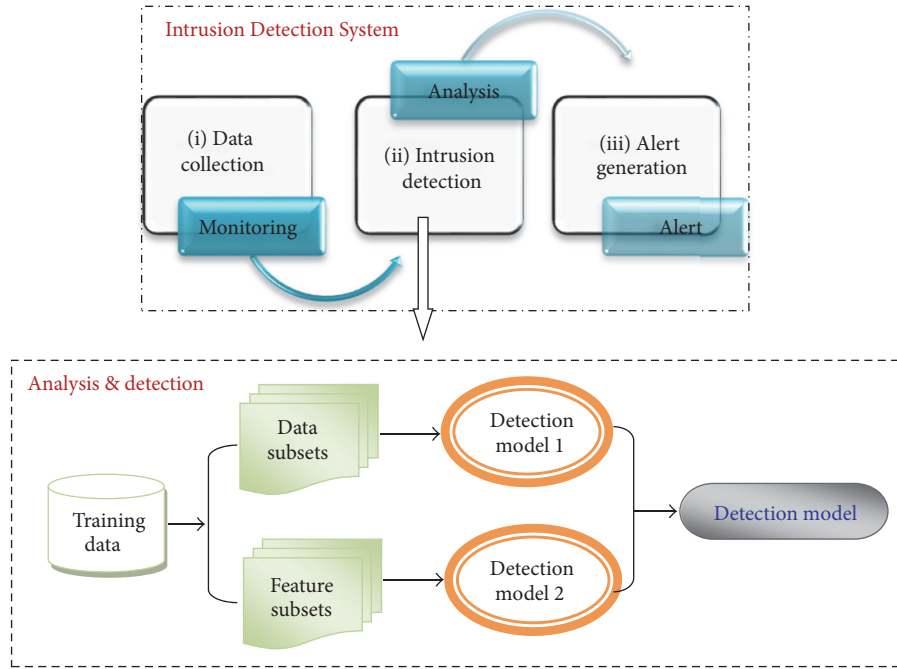 Intrusion Detection System
(i) Data
collection
Monitoring
Analysis
(ii) Intrusion
detection
(iii) Alert
generation
Alert
Analysis & detection
Training
data
Data
subsets
Feature
subsets
Detection
model 1
Detection
model 2
Detection model